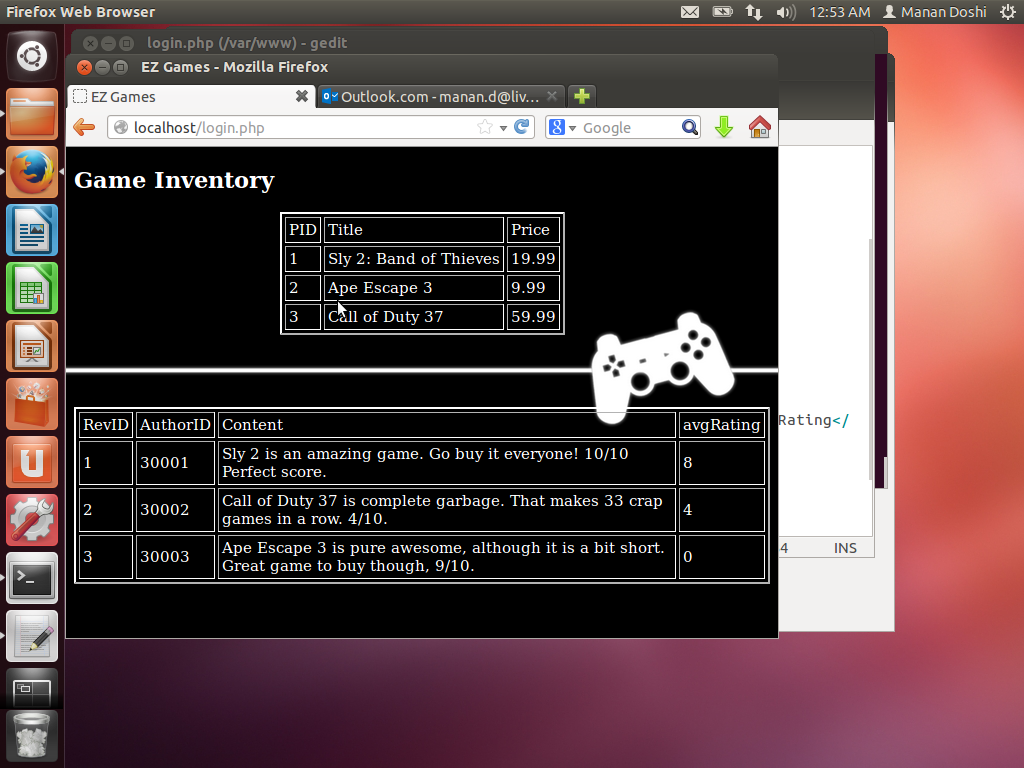 Firefox Web Browser
12:53 AM Manan Doshi
login.php (/var/www) - gedit
EZ Games - Mozilla Firefox
EZ Games
Outlook.com - manan.d@liv...
localhost/login.php
Google
Game Inventory
PID Title Price
1 Sly 2: Band of Thieves 19.99
2 Ape Escape 3 9.99
3 Call of Duty 37 59.99
Rating</
RevID AuthorID Content avgRating
1 30001 Sly 2 is an amazing game. Go buy it everyone! 10/10
Perfect score. 8
2 30002 Call of Duty 37 is complete garbage. That makes 33 crap
games in a row. 4/10. 4
3 30003 Ape Escape 3 is pure awesome, although it is a bit short.
Great game to buy though, 9/10. 0
4 INS